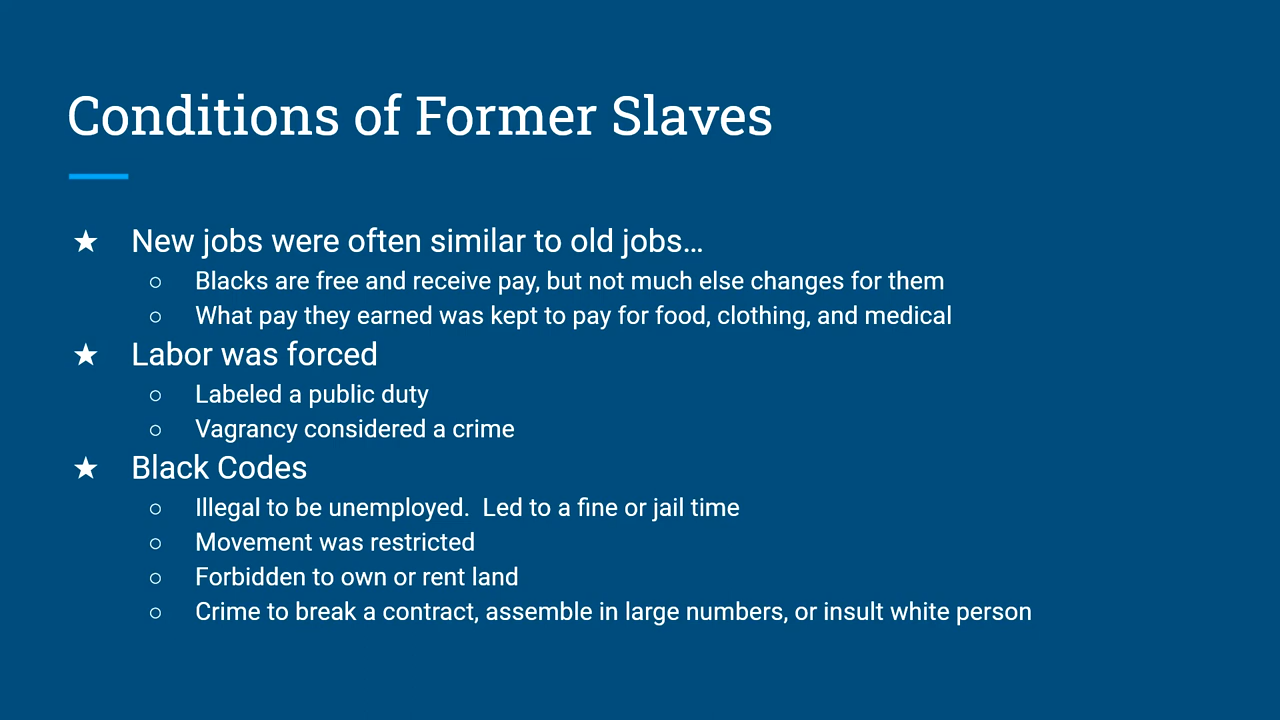 Conditions of Former Slaves
★ New jobs were often similar to old jobs…
○ Blacks are free and receive pay, but not much else changes for them
○ What pay they earned was kept to pay for food, clothing, and medical
★ Labor was forced
○ Labeled a public duty
○ Vagrancy considered a crime
★ Black Codes
○ Illegal to be unemployed.  Led to a fine or jail time
○ Movement was restricted
○ Forbidden to own or rent land
○ Crime to break a contract, assemble in large numbers, or insult white person